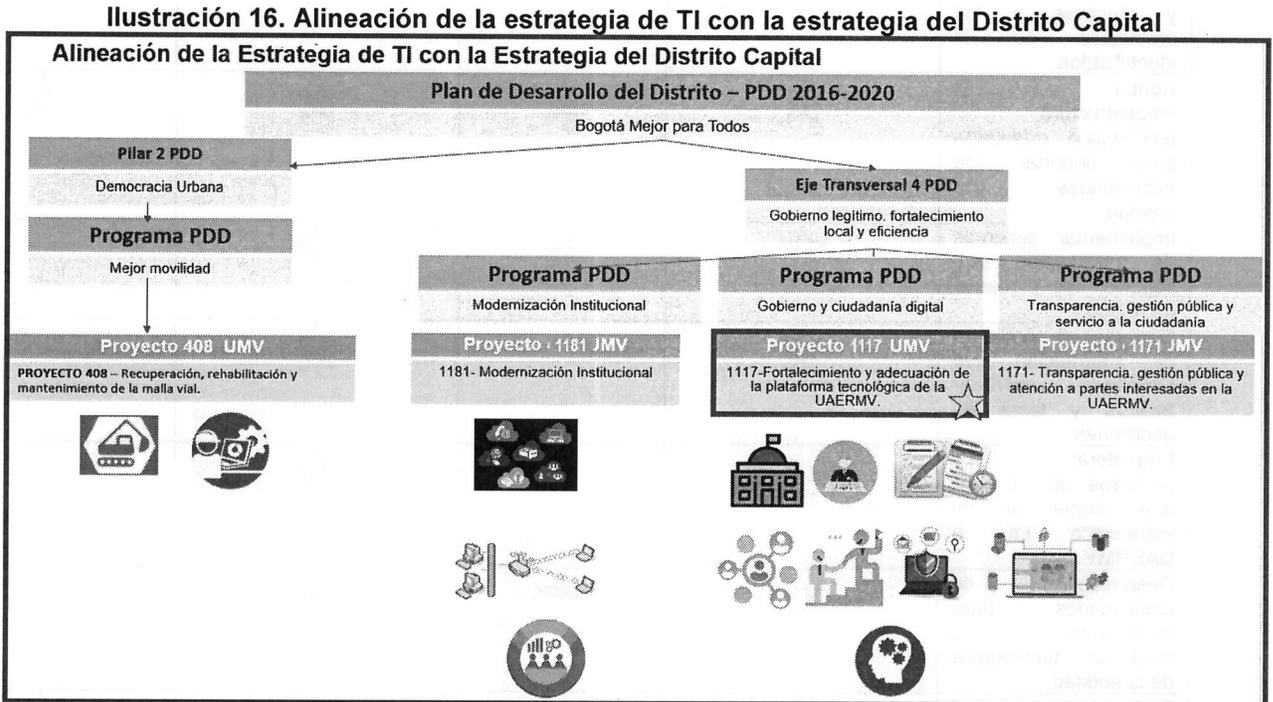 Ilustración 16. Alineación de la estrategia de TI con la estrategia del Distrito Capital
Alineación de la Estrategia de TI con la Estrategia del Distrito Capital
Plan de Desarrollo del Distrito – PDD 2016-2020
Bogotá Mejor para Todos
Pilar 2 PDD
Democracia Urbana
Programa PDD
Mejor movilidad
Proyecto 408 UMV
PROYECTO 408 – Recuperación, rehabilitación y
mantenimiento de la malla vial.
Eje Transversal 4 PDD
Gobierno legítimo. fortalecimiento
local y eficiencia
Programa PDD
Modernización Institucional
Proyecto 1181 JMV
1181- Modernización Institucional
Programa PDD
Gobierno y ciudadanía digital
Proyecto 1117 UMV
1117-Fortalecimiento y adecuación de
la plataforma tecnológica de la
UAERMV.
Programa PDD
Transparencia. gestión pública y
servicio a la ciudadanía
Proyecto 1171 JMV
1171- Transparencia. gestión pública y
atención a partes interesadas en la
UAERMV.